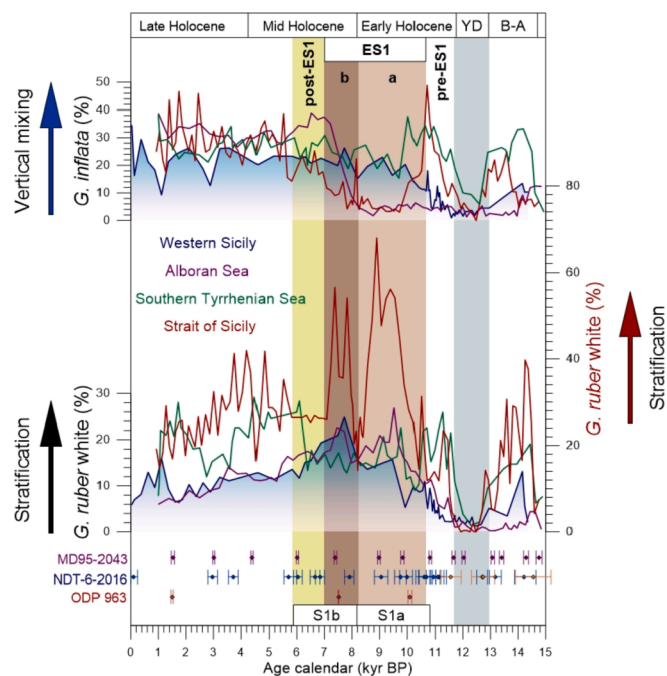 Late Holocene Mid Holocene Early Holocene YD B-A
ES1
post-ES1 b a pre-ES1
Vertical mixing
G. inflata (%)
50
40
30
20
10
0
80
60
40
20
0
G. ruber white (%)
Stratification
Western Sicily
Alboran Sea
Southern Tyrrhenian Sea
Strait of Sicily
Stratification
G. ruber white (%)
30
20
10
0
MD95-2043
NDT-6-2016
ODP 963
S1b S1a
0 1 2 3 4 5 6 7 8 9 10 11 12 13 14 15
Age calendar (kyr BP)